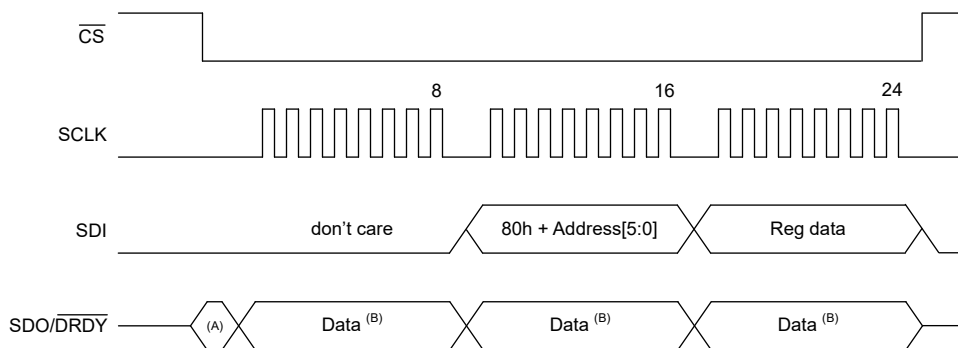 CS
8 16 24
SCLK
SDI don't care 80h + Address[5:0] Reg data
SDO/DRDY (A) Data (B) Data (B) Data (B)